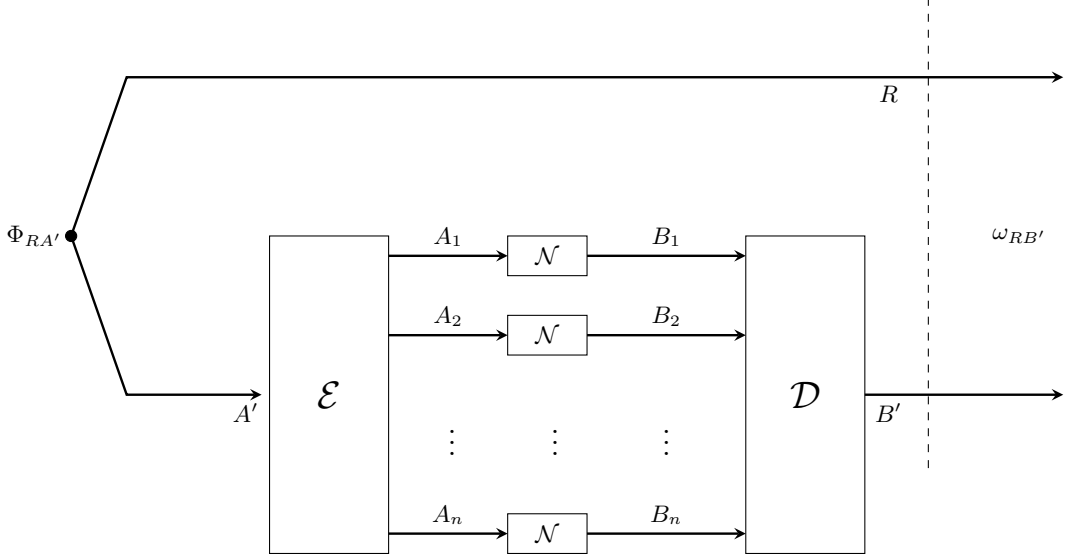 R
Φ_{RA′}
ω_{RB′}
A_1 𝒩 B_1
A_2 𝒩 B_2
ℰ 𝒟
A′ B′
⋮ ⋮ ⋮
A_n 𝒩 B_n